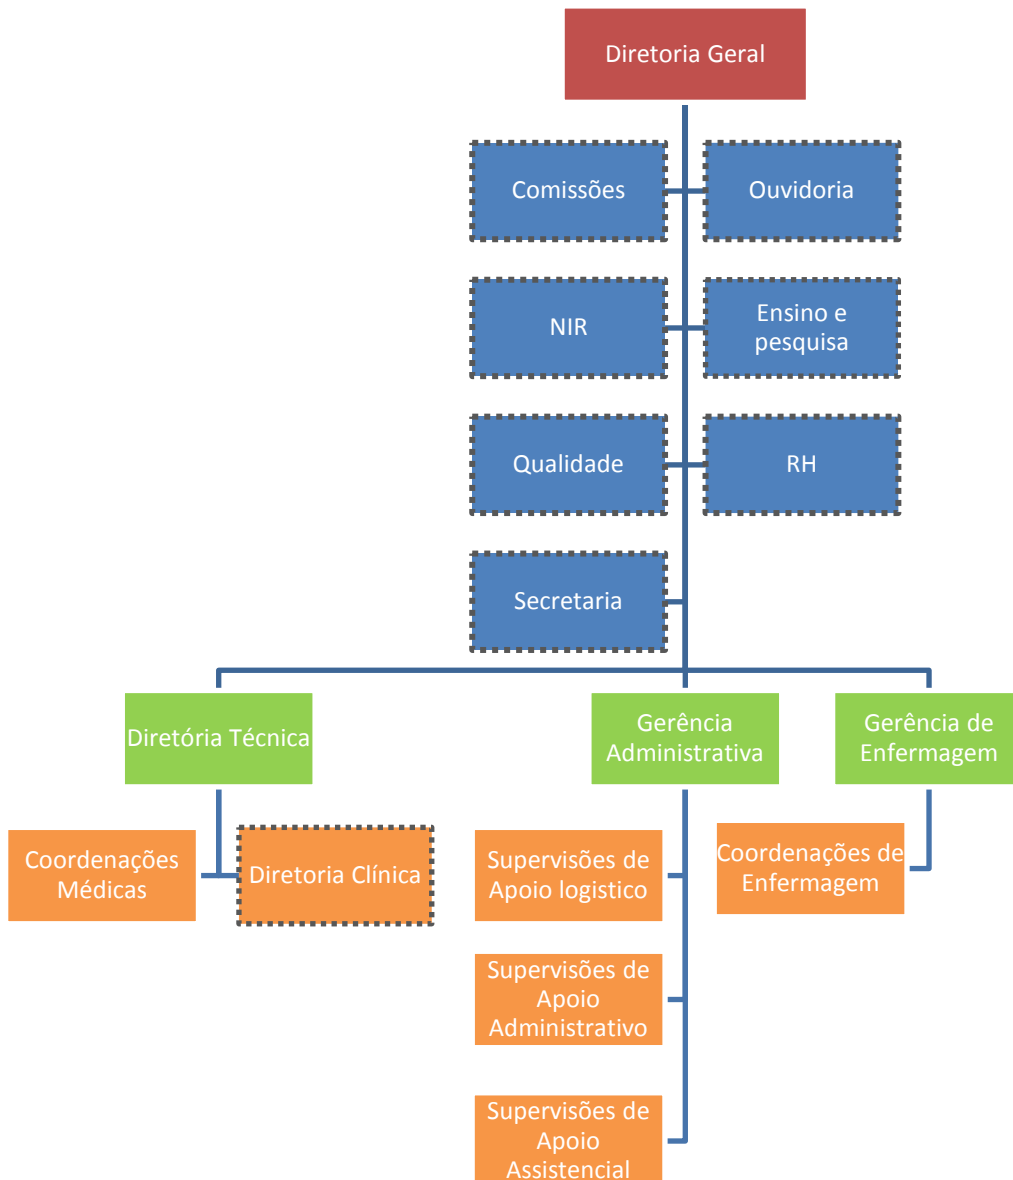 Diretoria Geral
Comissões
Ouvidoria
NIR
Ensino e
pesquisa
Qualidade
RH
Secretaria
Diretória Técnica
Gerência
Administrativa
Gerência de
Enfermagem
Coordenações
Médicas
Diretoria Clínica
Supervisões de
Apoio logistico
Coordenações de
Enfermagem
Supervisões de
Apoio
Administrativo
Supervisões de
Apoio
Assistencial